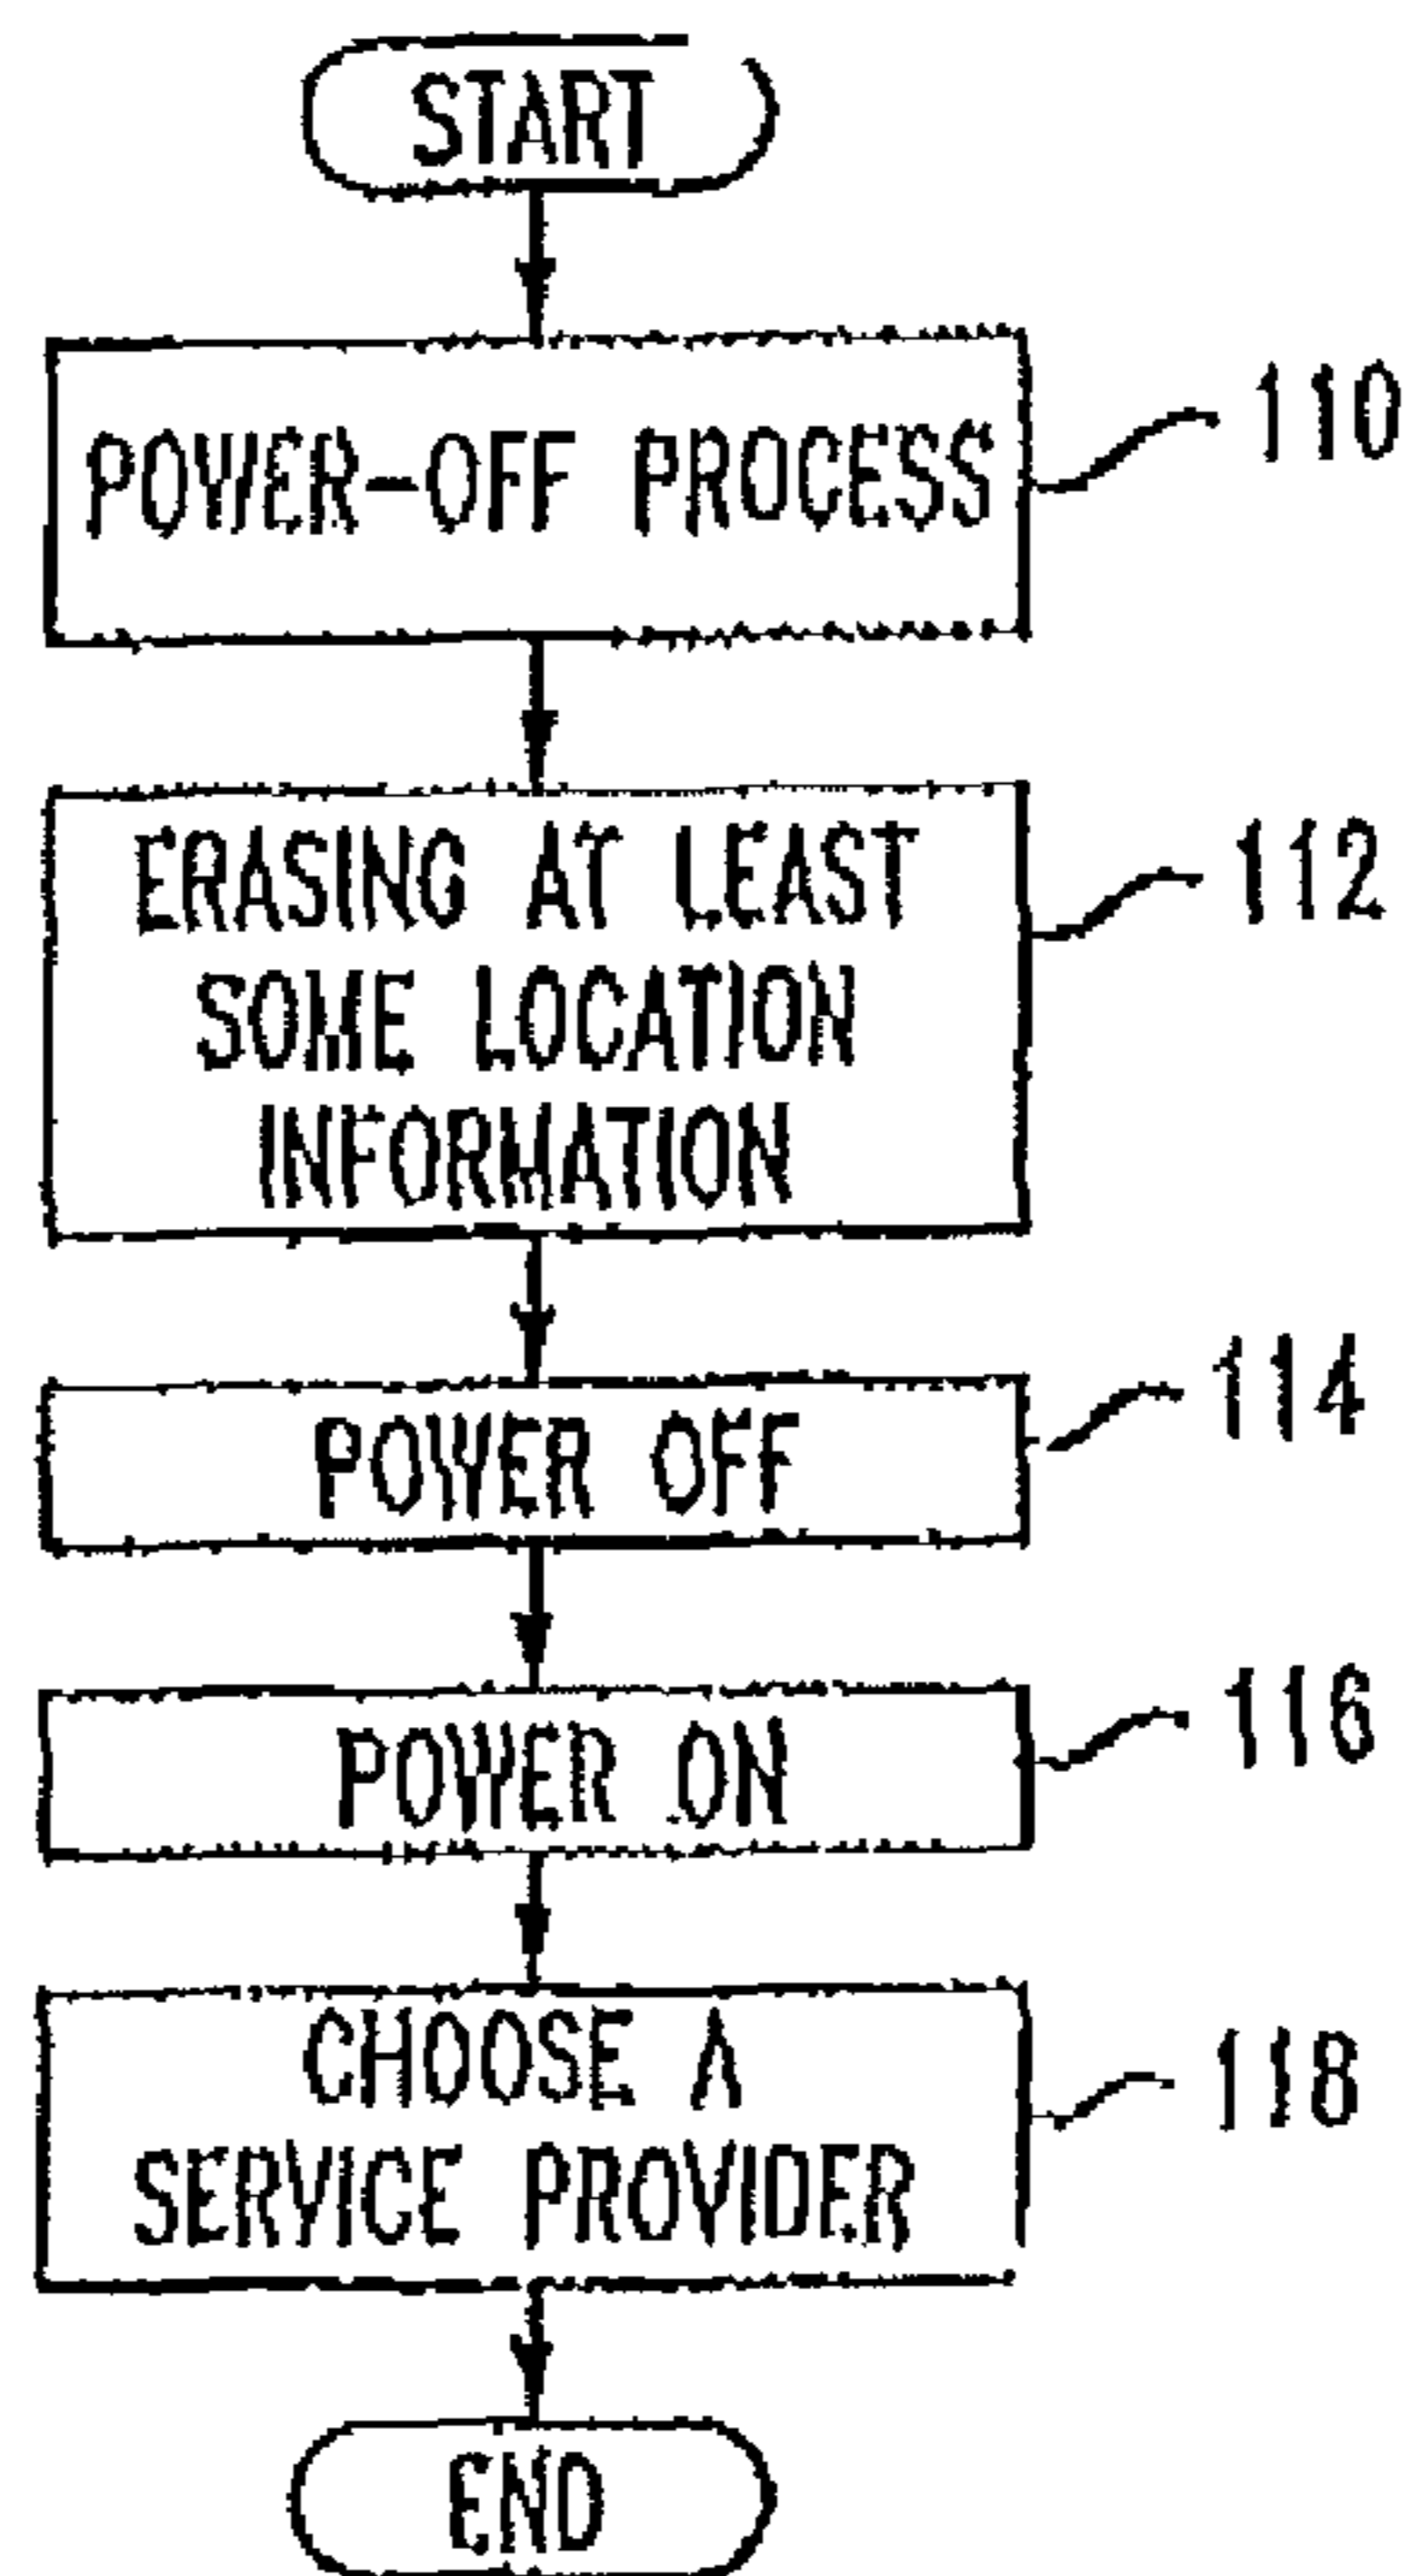 START
POWER-OFF PROCESS
110
ERASING AT LEAST
SOME LOCATION
INFORMATION
112
POWER OFF
114
POWER ON
116
CHOOSE A
SERVICE PROVIDER
118
END